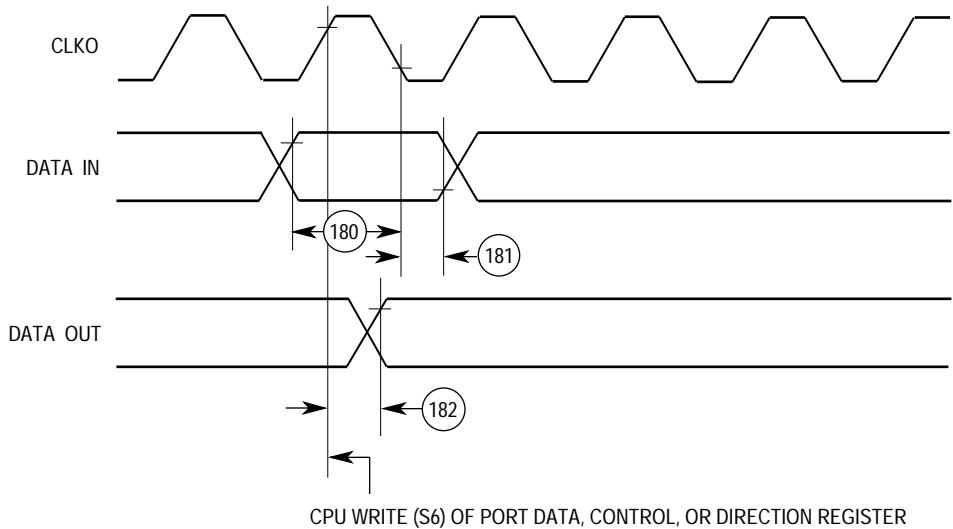 CLKO
DATA IN
180
181
DATA OUT
182
CPU WRITE (S6) OF PORT DATA, CONTROL, OR DIRECTION REGISTER